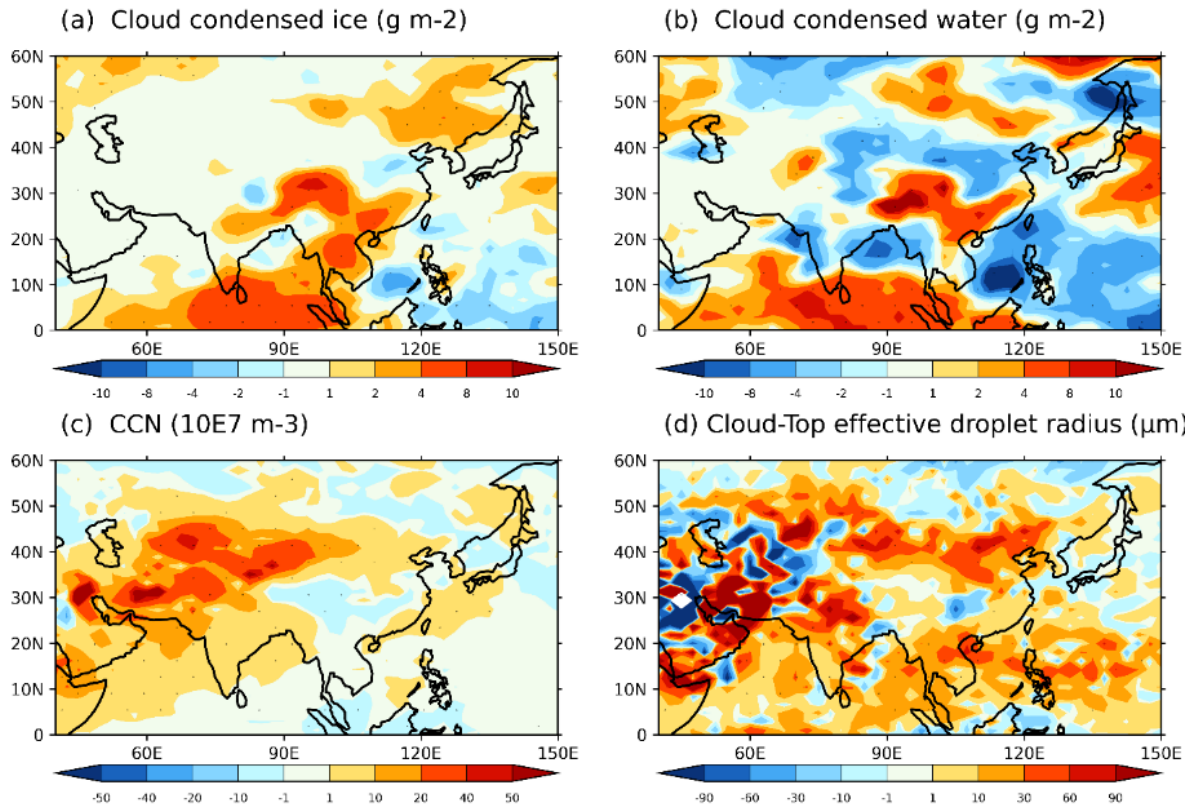 (a) Cloud condensed ice (g m-2)
(b) Cloud condensed water (g m-2)
60N
50N
40N
30N
20N
10N
0
60E 90E 120E 150E
-10 -8 -4 -2 -1 1 2 4 8 10
60N
50N
40N
30N
20N
10N
0
60E 90E 120E 150E
-10 -8 -4 -2 -1 1 2 4 8 10
(c) CCN (10E7 m-3)
(d) Cloud-Top effective droplet radius (μm)
60N
50N
40N
30N
20N
10N
0
60E 90E 120E 150E
-50 -40 -20 -10 -1 1 10 20 40 50
60N
50N
40N
30N
20N
10N
0
60E 90E 120E 150E
-90 -60 -30 -10 -1 1 10 30 60 90